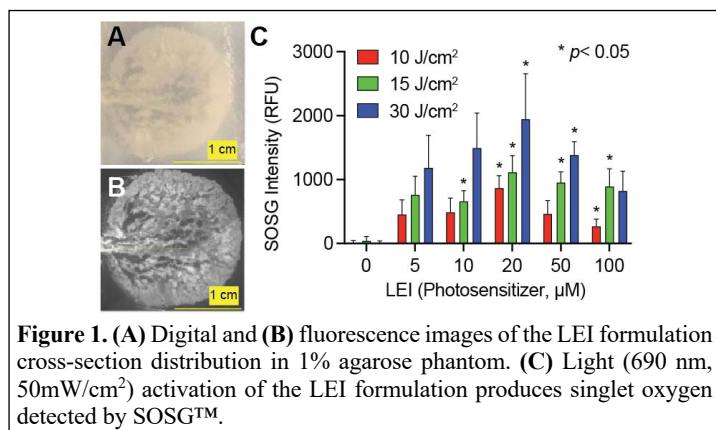 A
1 cm
B
1 cm
C
3000
2000
1000
0
SOSG Intensity (RFU)
10 J/cm²
15 J/cm²
30 J/cm²
* p< 0.05
*
*
*
*
*
*
*
*
*
0 5 10 20 50 100
LEI (Photosensitizer, µM)
Figure 1. (A) Digital and (B) fluorescence images of the LEI formulation
cross-section distribution in 1% agarose phantom. (C) Light (690 nm,
50mW/cm²) activation of the LEI formulation produces singlet oxygen
detected by SOSG™.